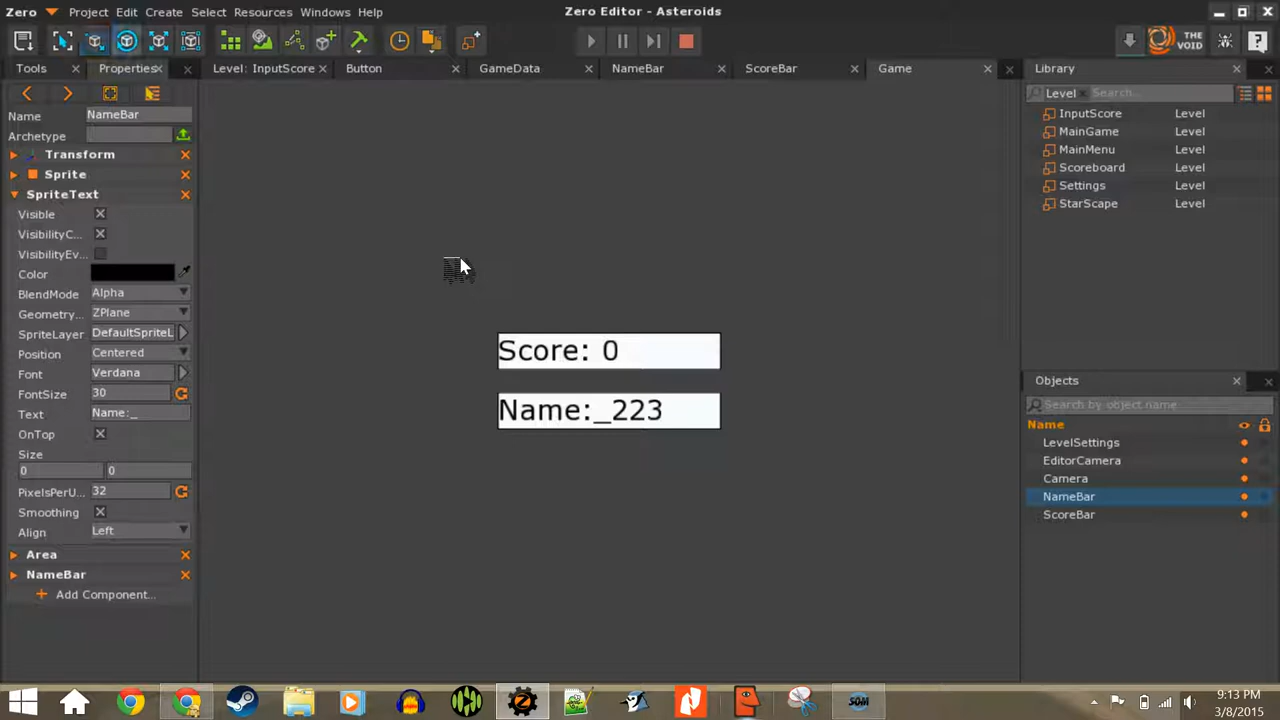 Zero Project Edit Create Select Resources Windows Help Zero Editor - Asteroids
THE VOID
Tools Properties Level: InputScore Button GameData NameBar ScoreBar Game Library
Name NameBar
Archetype
Transform
Sprite
SpriteText
Visible
VisibilityC...
VisibilityEv...
Color
BlendMode Alpha
Geometry... ZPlane
SpriteLayer DefaultSpriteL
Position Centered
Font Verdana
FontSize 30
Text Name:_
OnTop
Size
0 0
PixelsPerU... 32
Smoothing
Align Left
Area
NameBar
Add Component...
Score: 0
Name:_223
Level Search...
InputScore Level
MainGame Level
MainMenu Level
Scoreboard Level
Settings Level
StarScape Level
Objects
Search by object name
Name
LevelSettings
EditorCamera
Camera
NameBar
ScoreBar
9:13 PM
3/8/2015